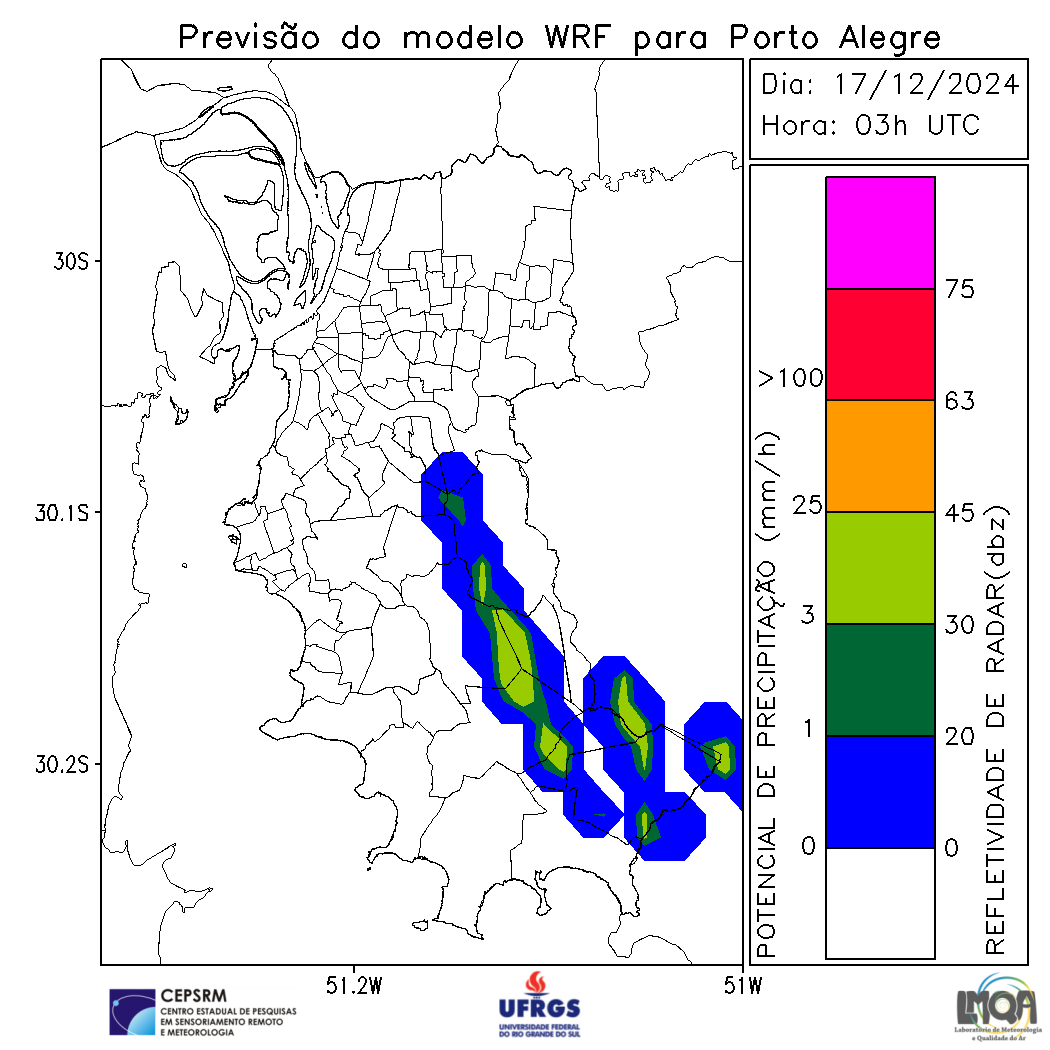 Previsão do modelo WRF para Porto Alegre
Dia: 17/12/2024
Hora: 03h UTC
30S
30.1S
30.2S
51.2W
51W
POTENCIAL DE PRECIPITAÇÃO (mm/h)
>100
25
3
1
0
75
63
45
30
20
0
REFLETIVIDADE DE RADAR(dbz)
CEPSRM
CENTRO ESTADUAL DE PESQUISAS
EM SENSORIAMENTO REMOTO
E METEOROLOGIA
UFRGS
UNIVERSIDADE FEDERAL
DO RIO GRANDE DO SUL
LMQA
Laboratório de Meteorologia
e Qualidade do Ar